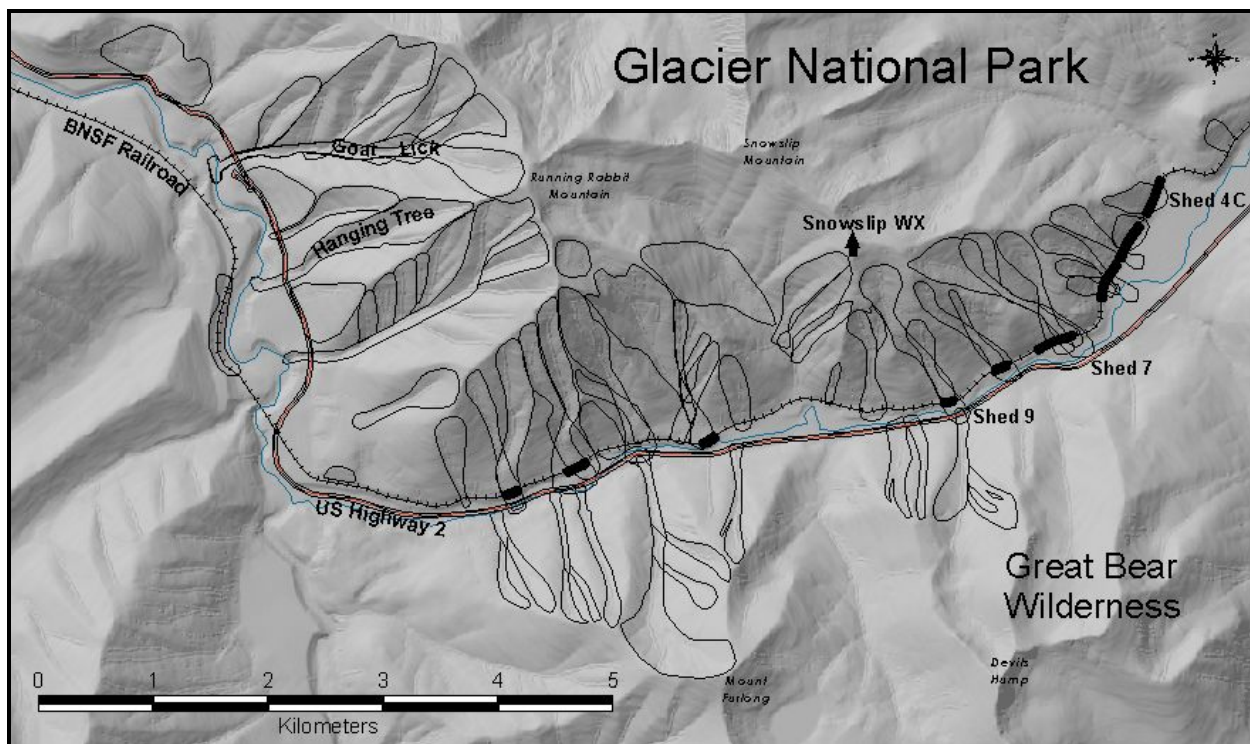 Glacier National Park
N
W E
S
BNSF Railroad
Goat Lick
Snowslip
Mountain
Running Rabbit
Mountain
Shed 4C
Hanging Tree
Snowslip WX
Shed 7
Shed 9
US Highway 2
Great Bear
Wilderness
Devils
Hump
Mount
Furlong
0 1 2 3 4 5
Kilometers